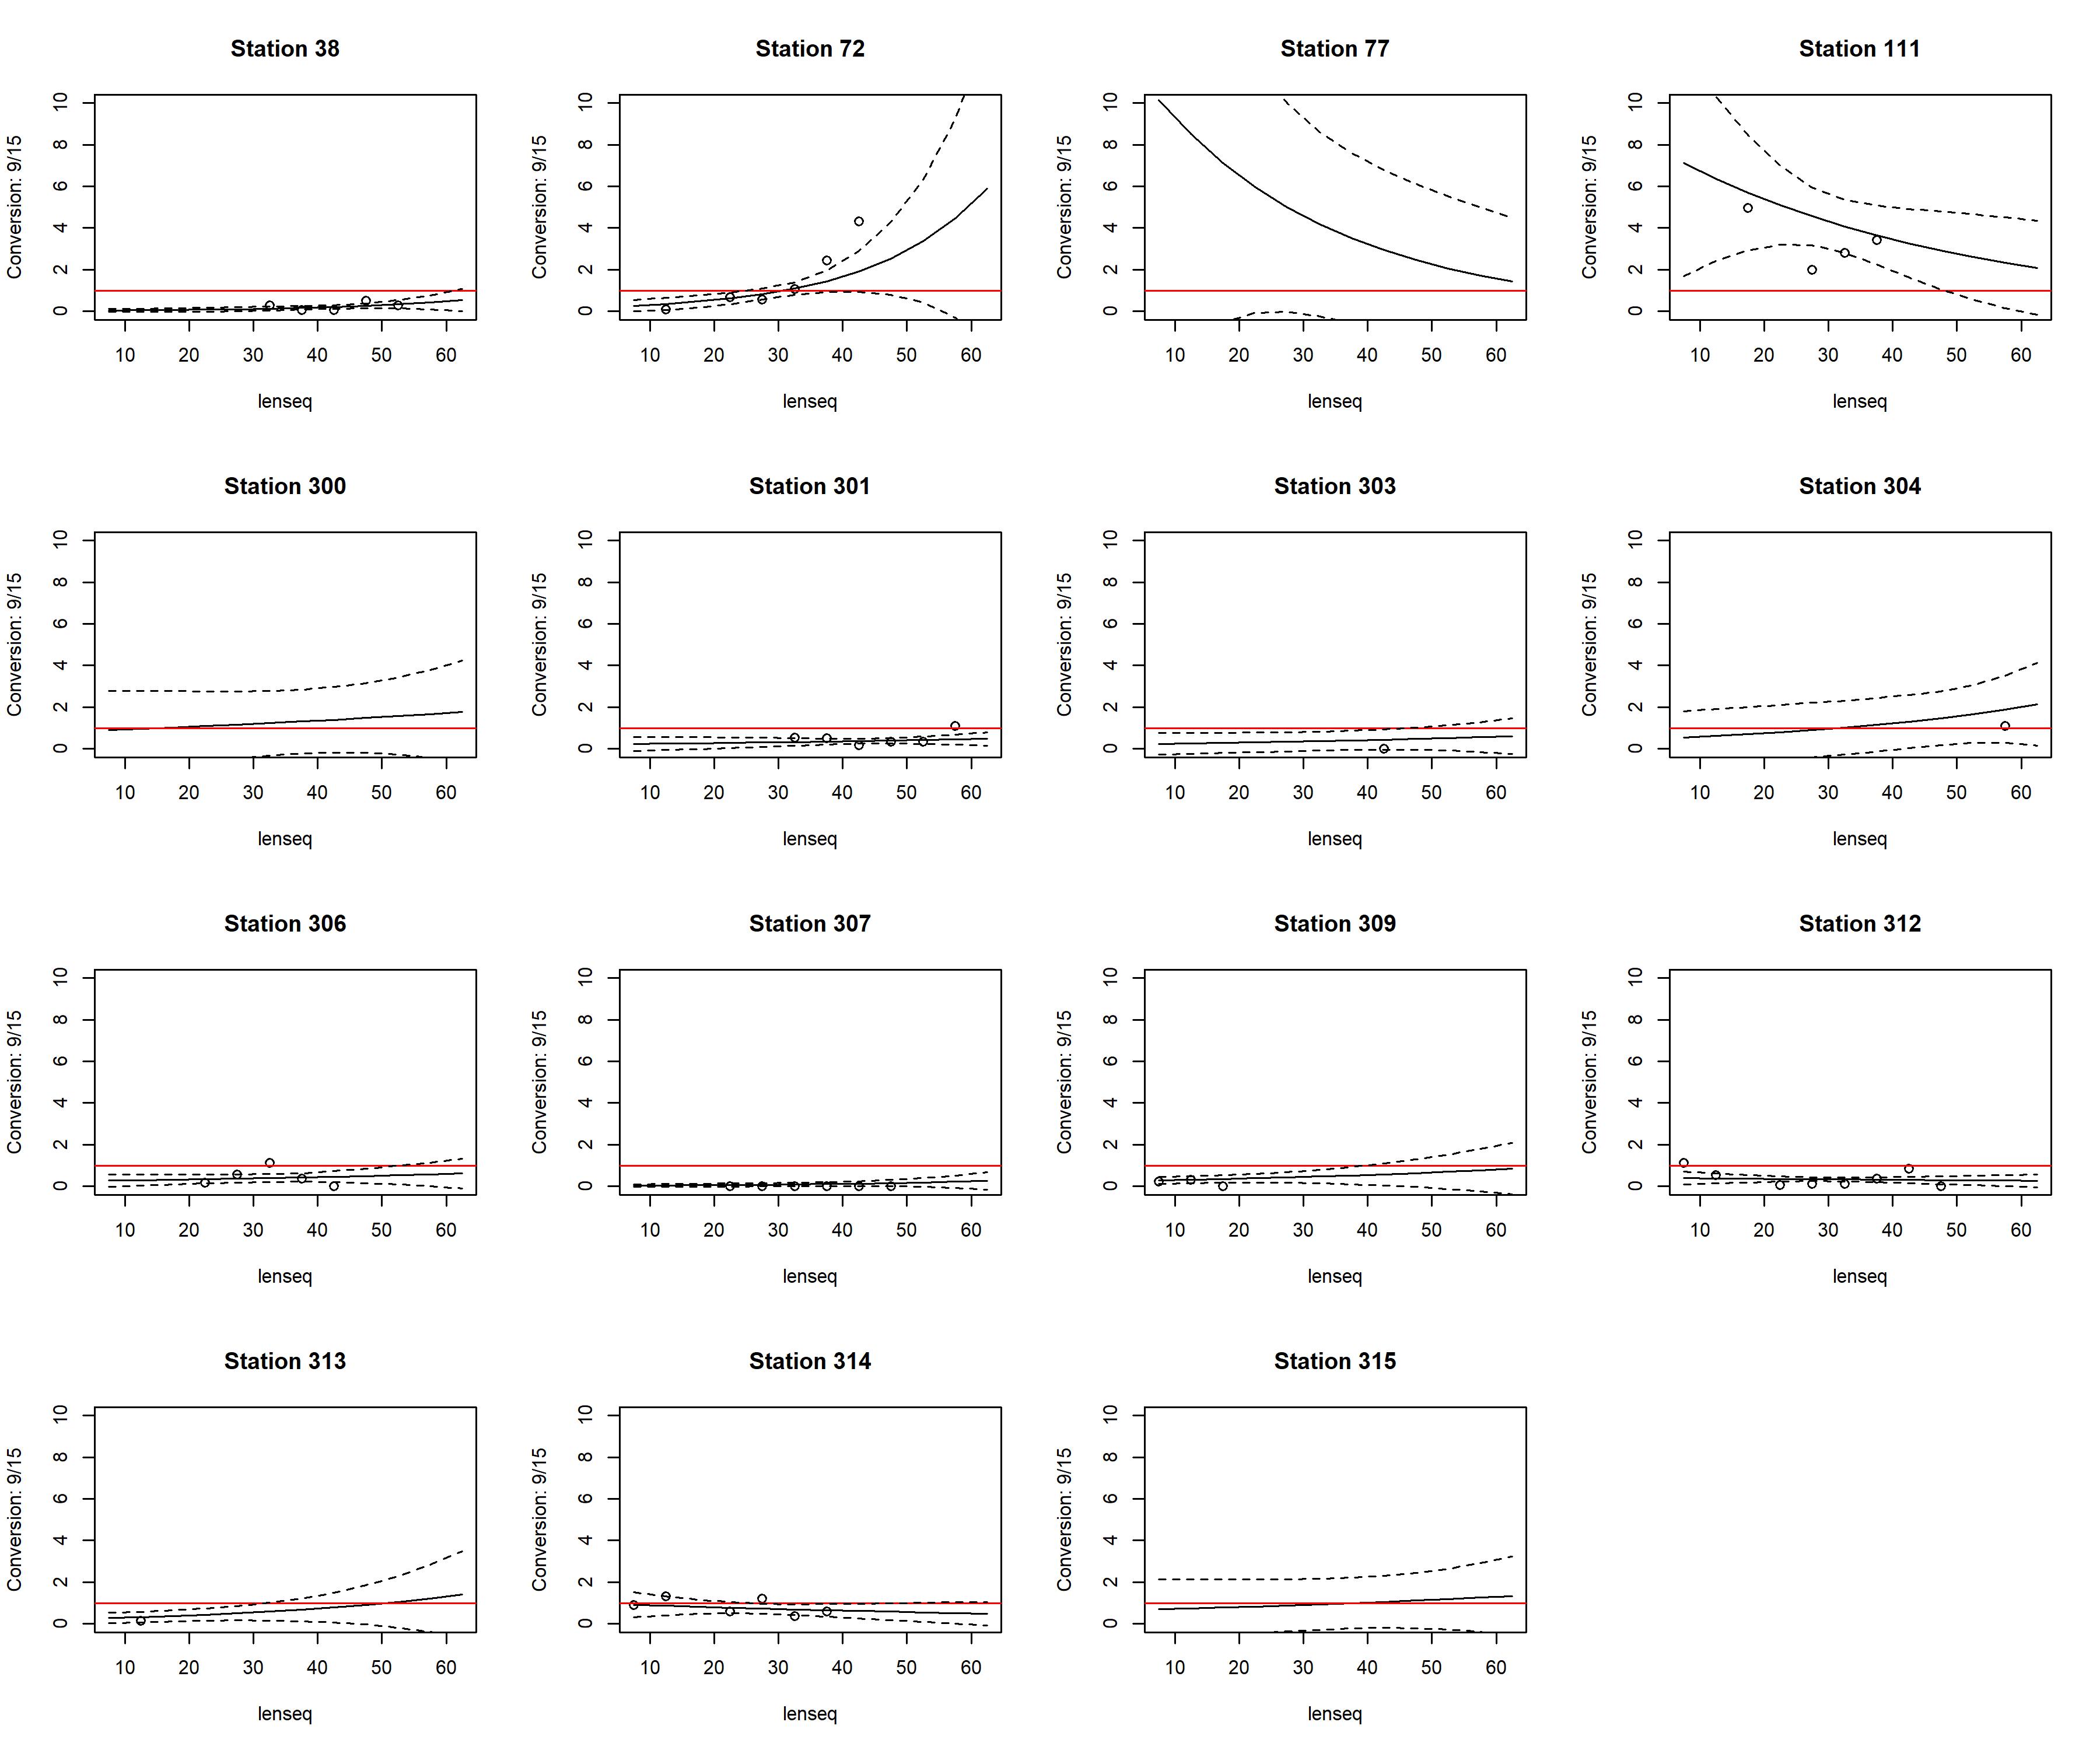 Station 38
Conversion: 9/15
0 2 4 6 8 10
10 20 30 40 50 60
lenseq
Station 72
Conversion: 9/15
0 2 4 6 8 10
10 20 30 40 50 60
lenseq
Station 77
Conversion: 9/15
0 2 4 6 8 10
10 20 30 40 50 60
lenseq
Station 111
Conversion: 9/15
0 2 4 6 8 10
10 20 30 40 50 60
lenseq
Station 300
Conversion: 9/15
0 2 4 6 8 10
10 20 30 40 50 60
lenseq
Station 301
Conversion: 9/15
0 2 4 6 8 10
10 20 30 40 50 60
lenseq
Station 303
Conversion: 9/15
0 2 4 6 8 10
10 20 30 40 50 60
lenseq
Station 304
Conversion: 9/15
0 2 4 6 8 10
10 20 30 40 50 60
lenseq
Station 306
Conversion: 9/15
0 2 4 6 8 10
10 20 30 40 50 60
lenseq
Station 307
Conversion: 9/15
0 2 4 6 8 10
10 20 30 40 50 60
lenseq
Station 309
Conversion: 9/15
0 2 4 6 8 10
10 20 30 40 50 60
lenseq
Station 312
Conversion: 9/15
0 2 4 6 8 10
10 20 30 40 50 60
lenseq
Station 313
Conversion: 9/15
0 2 4 6 8 10
10 20 30 40 50 60
lenseq
Station 314
Conversion: 9/15
0 2 4 6 8 10
10 20 30 40 50 60
lenseq
Station 315
Conversion: 9/15
0 2 4 6 8 10
10 20 30 40 50 60
lenseq